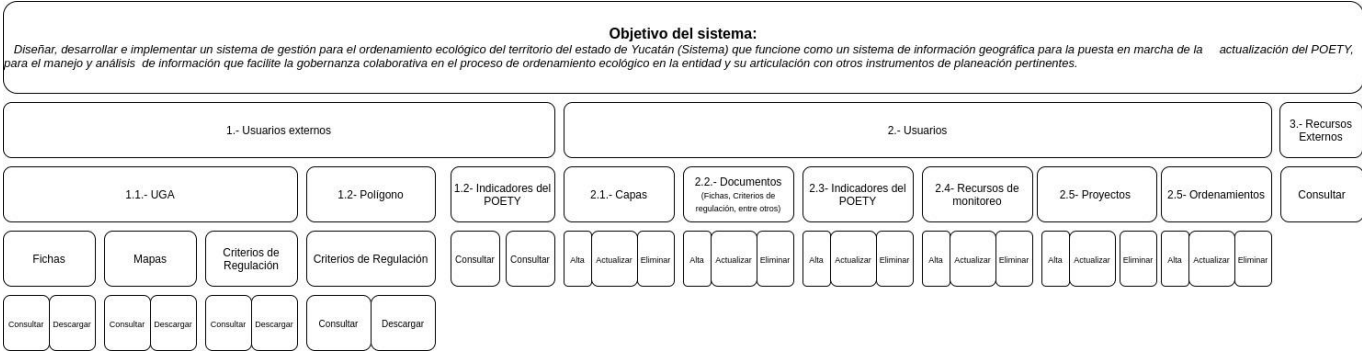 Objetivo del sistema:
Diseñar, desarrollar e implementar un sistema de gestión para el ordenamiento ecológico del territorio del estado de Yucatán (Sistema) que funcione como un sistema de información geográfica para la puesta en marcha de la actualización del POETY,
para el manejo y análisis de información que facilite la gobernanza colaborativa en el proceso de ordenamiento ecológico en la entidad y su articulación con otros instrumentos de planeación pertinentes.
1.- Usuarios externos
2.- Usuarios
3.- Recursos
Externos
1.1.- UGA
1.2- Polígono
1.2- Indicadores del
POETY
2.1.- Capas
2.2.- Documentos
(Fichas, Criterios de
regulación, entre otros)
2.3- Indicadores del
POETY
2.4- Recursos de
monitoreo
2.5- Proyectos
2.5- Ordenamientos
Consultar
Fichas
Mapas
Criterios de
Regulación
Criterios de Regulación
Consultar
Consultar
Alta
Actualizar
Eliminar
Alta
Actualizar
Eliminar
Alta
Actualizar
Eliminar
Alta
Actualizar
Eliminar
Alta
Actualizar
Eliminar
Alta
Actualizar
Eliminar
Consultar
Descargar
Consultar
Descargar
Consultar
Descargar
Consultar
Descargar